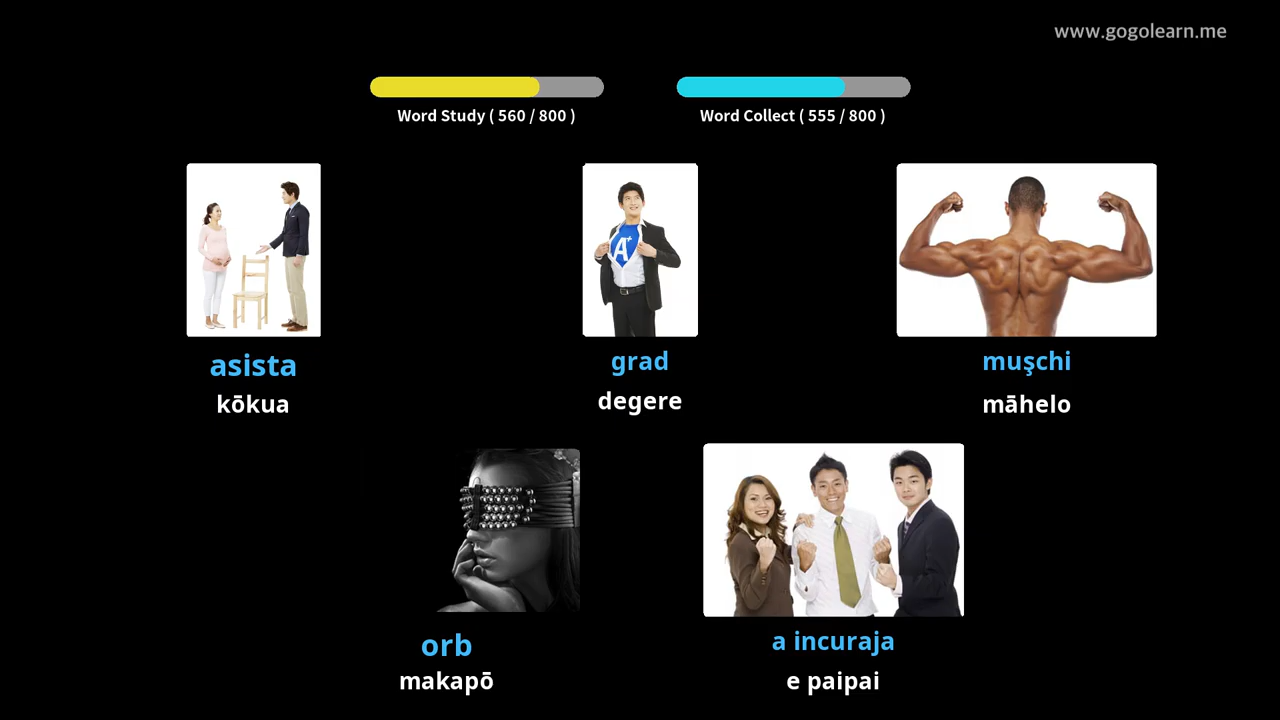 www.gogolearn.me
Word Study ( 560 / 800 )
Word Collect ( 555 / 800 )
A+
asista
kōkua
grad
degere
muşchi
māhelo
orb
makapō
a incuraja
e paipai